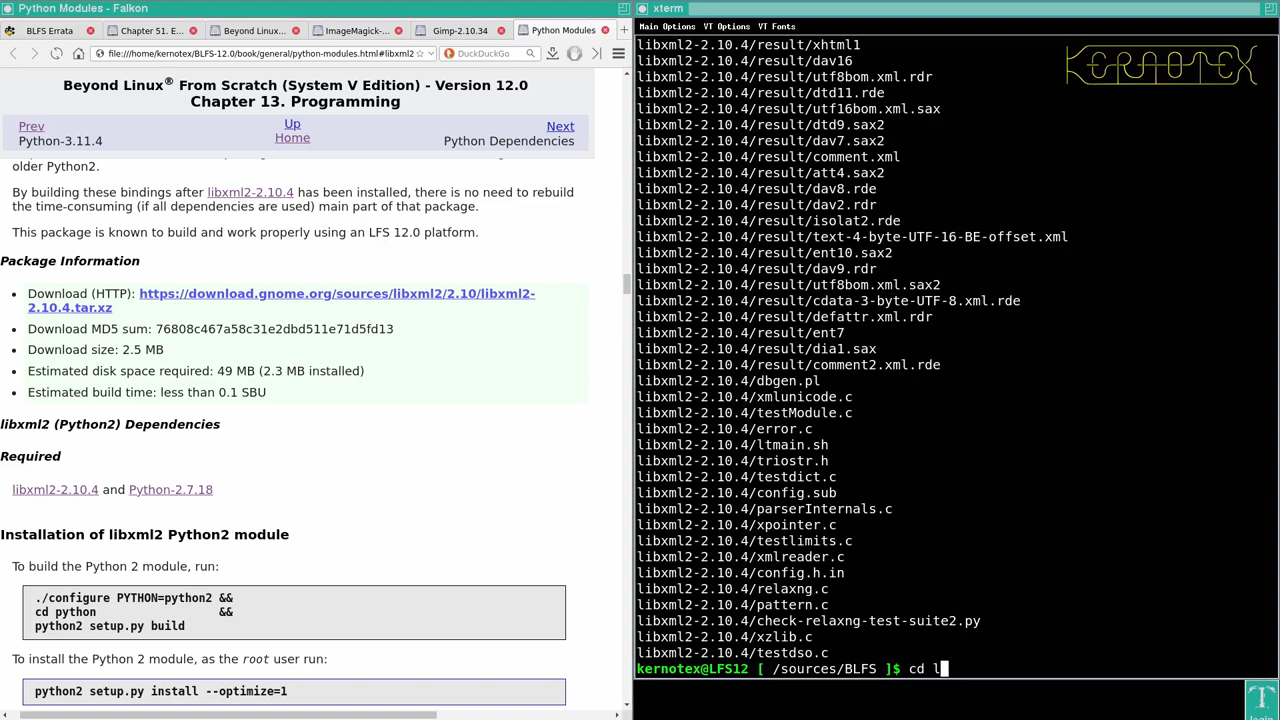 Python Modules - Falkon
BLFS Errata
Chapter 51. E...
Beyond Linux...
ImageMagick-...
Gimp-2.10.34
Python Modules
file:///home/kernotex/BLFS-12.0/book/general/python-modules.html#libxml2
DuckDuckGo
Beyond Linux® From Scratch (System V Edition) - Version 12.0
Chapter 13. Programming
Prev
Up
Next
Python-3.11.4
Home
Python Dependencies
older Python2.
By building these bindings after libxml2-2.10.4 has been installed, there is no need to rebuild
the time-consuming (if all dependencies are used) main part of that package.
This package is known to build and work properly using an LFS 12.0 platform.
Package Information
Download (HTTP): https://download.gnome.org/sources/libxml2/2.10/libxml2-
2.10.4.tar.xz
Download MD5 sum: 76808c467a58c31e2dbd511e71d5fd13
Download size: 2.5 MB
Estimated disk space required: 49 MB (2.3 MB installed)
Estimated build time: less than 0.1 SBU
libxml2 (Python2) Dependencies
Required
libxml2-2.10.4 and Python-2.7.18
Installation of libxml2 Python2 module
To build the Python 2 module, run:
./configure PYTHON=python2 &&
cd python &&
python2 setup.py build
To install the Python 2 module, as the root user run:
python2 setup.py install --optimize=1
xterm
Main Options VT Options VT Fonts
KERNOTEX
libxml2-2.10.4/result/xhtml1
libxml2-2.10.4/result/dav16
libxml2-2.10.4/result/utf8bom.xml.rdr
libxml2-2.10.4/result/dtd11.rde
libxml2-2.10.4/result/utf16bom.xml.sax
libxml2-2.10.4/result/dtd9.sax2
libxml2-2.10.4/result/dav7.sax2
libxml2-2.10.4/result/comment.xml
libxml2-2.10.4/result/att4.sax2
libxml2-2.10.4/result/dav8.rde
libxml2-2.10.4/result/dav2.rdr
libxml2-2.10.4/result/isolat2.rde
libxml2-2.10.4/result/text-4-byte-UTF-16-BE-offset.xml
libxml2-2.10.4/result/ent10.sax2
libxml2-2.10.4/result/dav9.rdr
libxml2-2.10.4/result/utf8bom.xml.sax2
libxml2-2.10.4/result/cdata-3-byte-UTF-8.xml.rde
libxml2-2.10.4/result/defattr.xml.rdr
libxml2-2.10.4/result/ent7
libxml2-2.10.4/result/dia1.sax
libxml2-2.10.4/result/comment2.xml.rde
libxml2-2.10.4/dbgen.pl
libxml2-2.10.4/xmlunicode.c
libxml2-2.10.4/testModule.c
libxml2-2.10.4/error.c
libxml2-2.10.4/ltmain.sh
libxml2-2.10.4/triostr.h
libxml2-2.10.4/testdict.c
libxml2-2.10.4/config.sub
libxml2-2.10.4/parserInternals.c
libxml2-2.10.4/xpointer.c
libxml2-2.10.4/testlimits.c
libxml2-2.10.4/xmlreader.c
libxml2-2.10.4/config.h.in
libxml2-2.10.4/relaxng.c
libxml2-2.10.4/pattern.c
libxml2-2.10.4/check-relaxng-test-suite2.py
libxml2-2.10.4/xzlib.c
libxml2-2.10.4/testdso.c
kernotex@LFS12 [ /sources/BLFS ]$ cd l
login